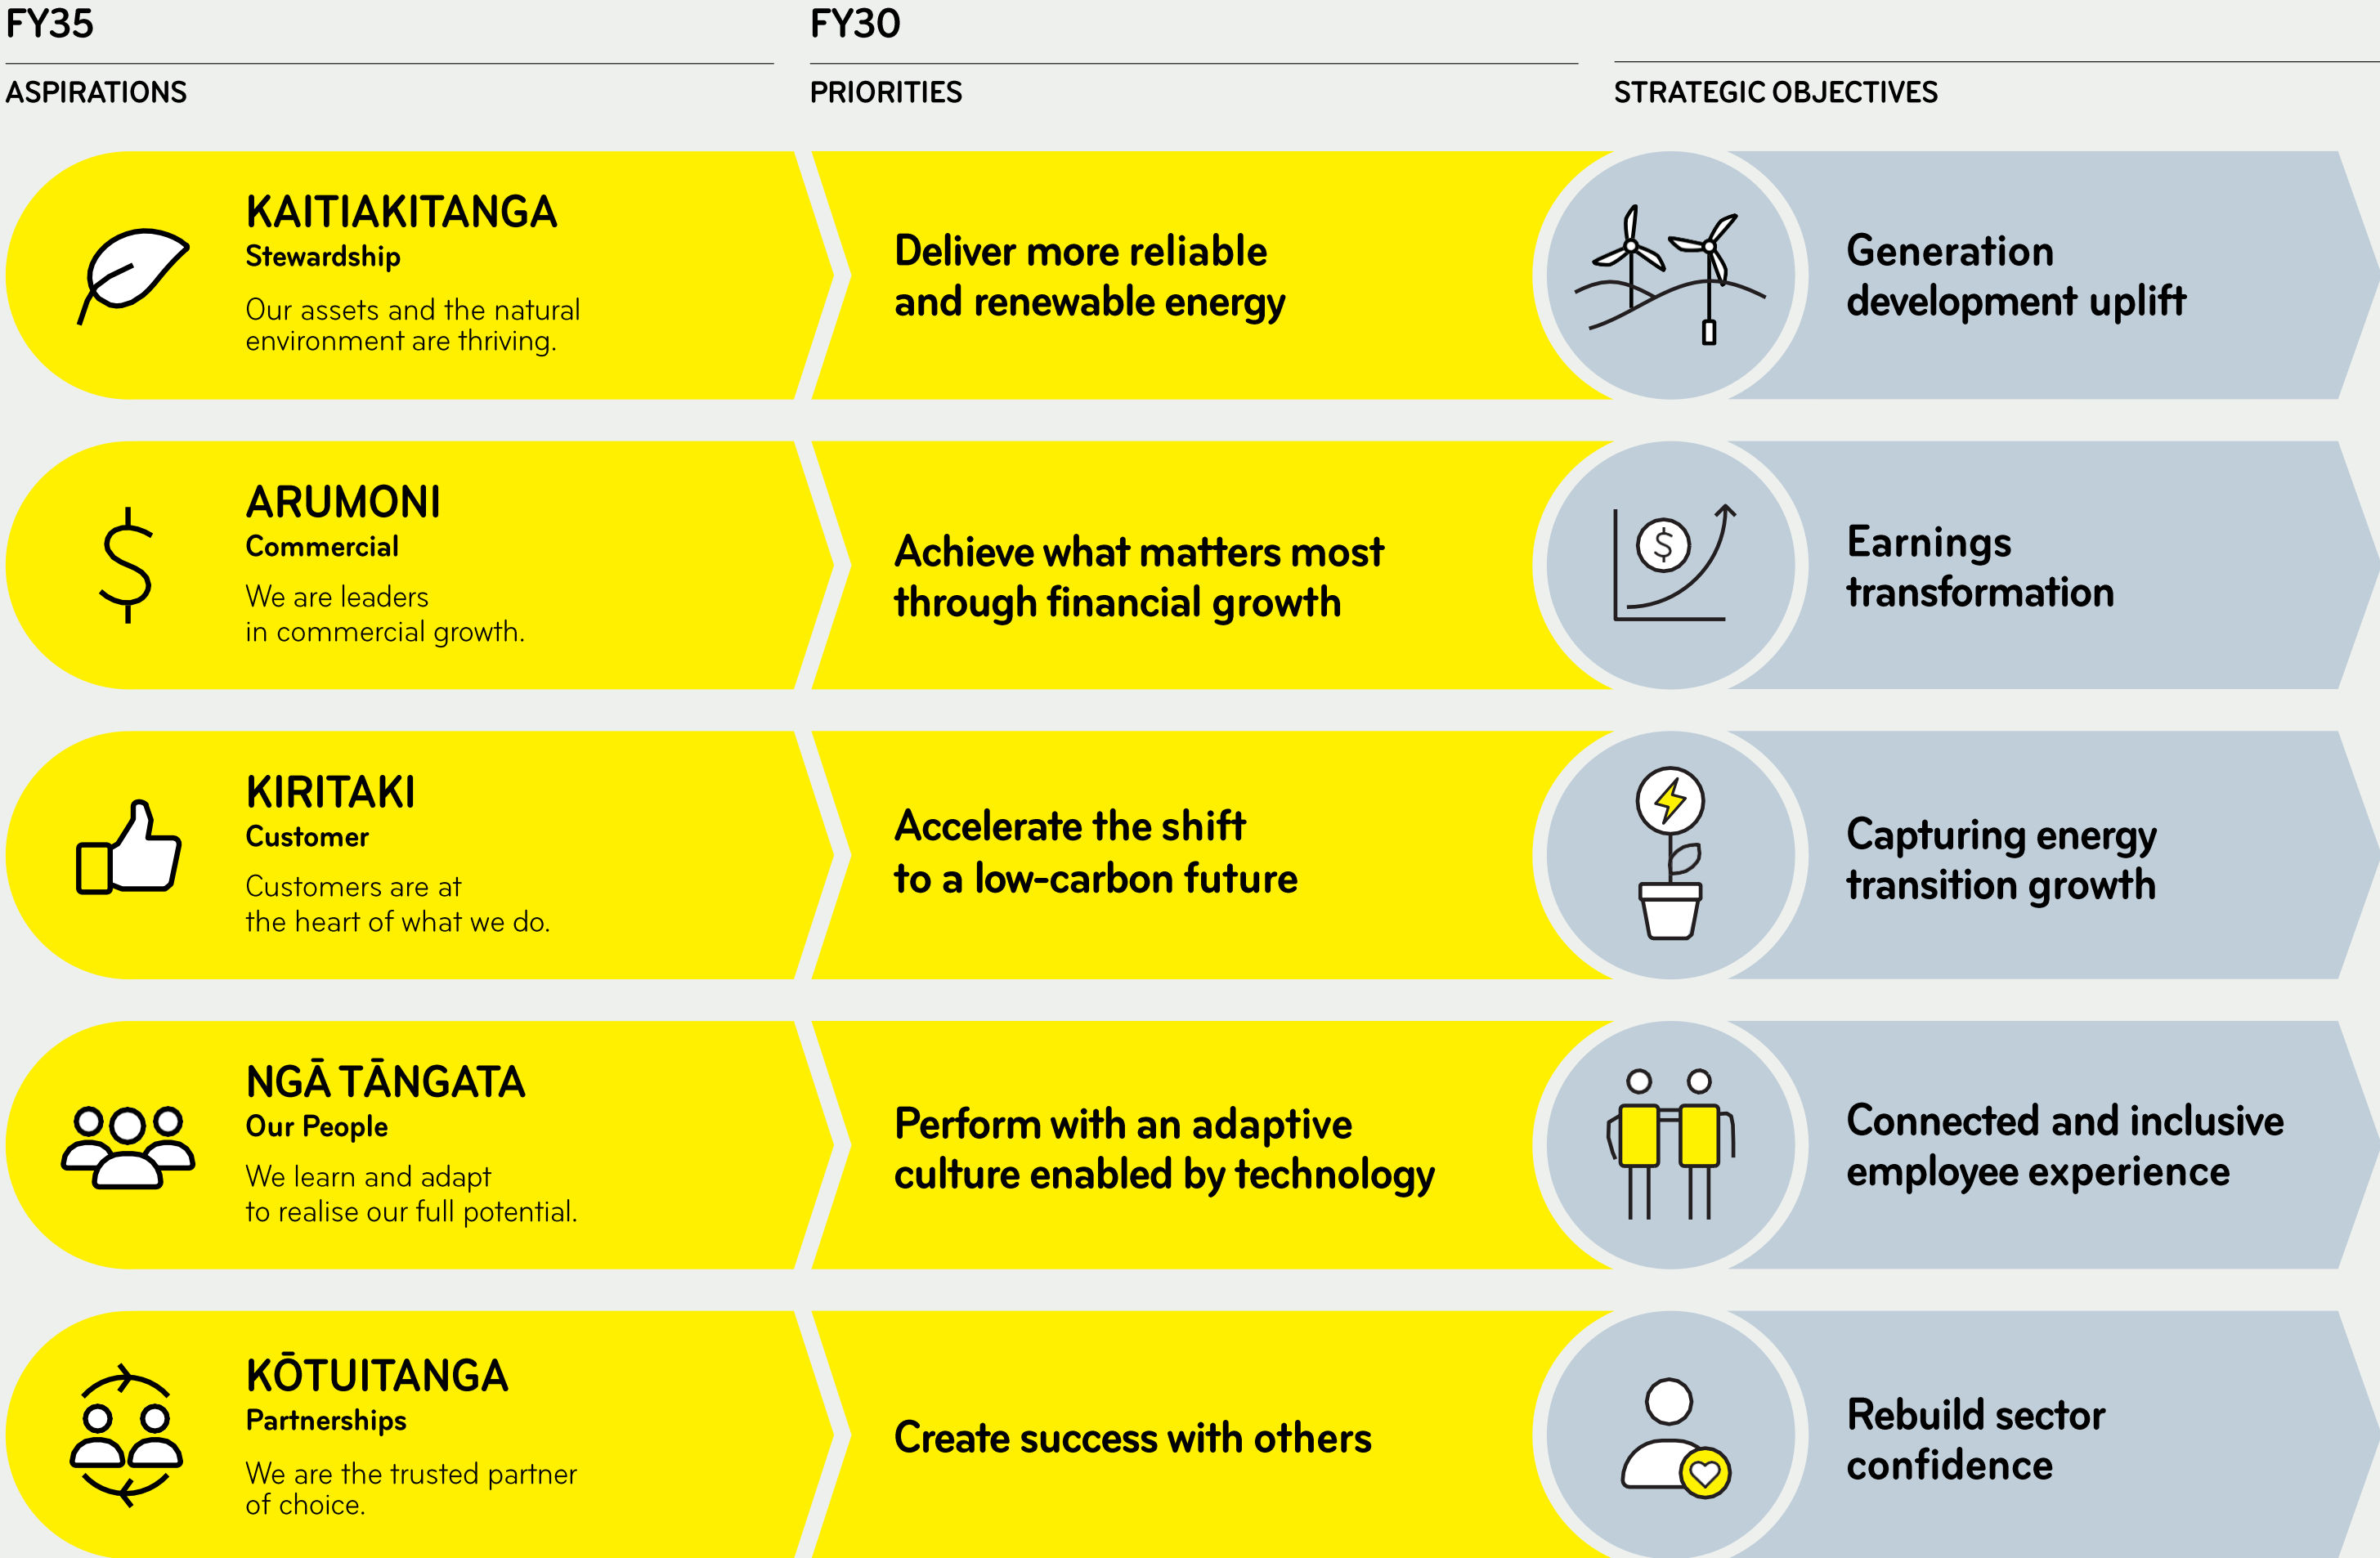 FY35
FY30
ASPIRATIONS
PRIORITIES
STRATEGIC OBJECTIVES
KAITIAKITANGA
Stewardship
Our assets and the natural
environment are thriving.
Deliver more reliable
and renewable energy
Generation
development uplift
ARUMONI
Commercial
We are leaders
in commercial growth.
Achieve what matters most
through financial growth
$
Earnings
transformation
KIRITAKI
Customer
Customers are at
the heart of what we do.
Accelerate the shift
to a low-carbon future
Capturing energy
transition growth
NGĀ TĀNGATA
Our People
We learn and adapt
to realise our full potential.
Perform with an adaptive
culture enabled by technology
Connected and inclusive
employee experience
KŌTUITANGA
Partnerships
We are the trusted partner
of choice.
Create success with others
Rebuild sector
confidence